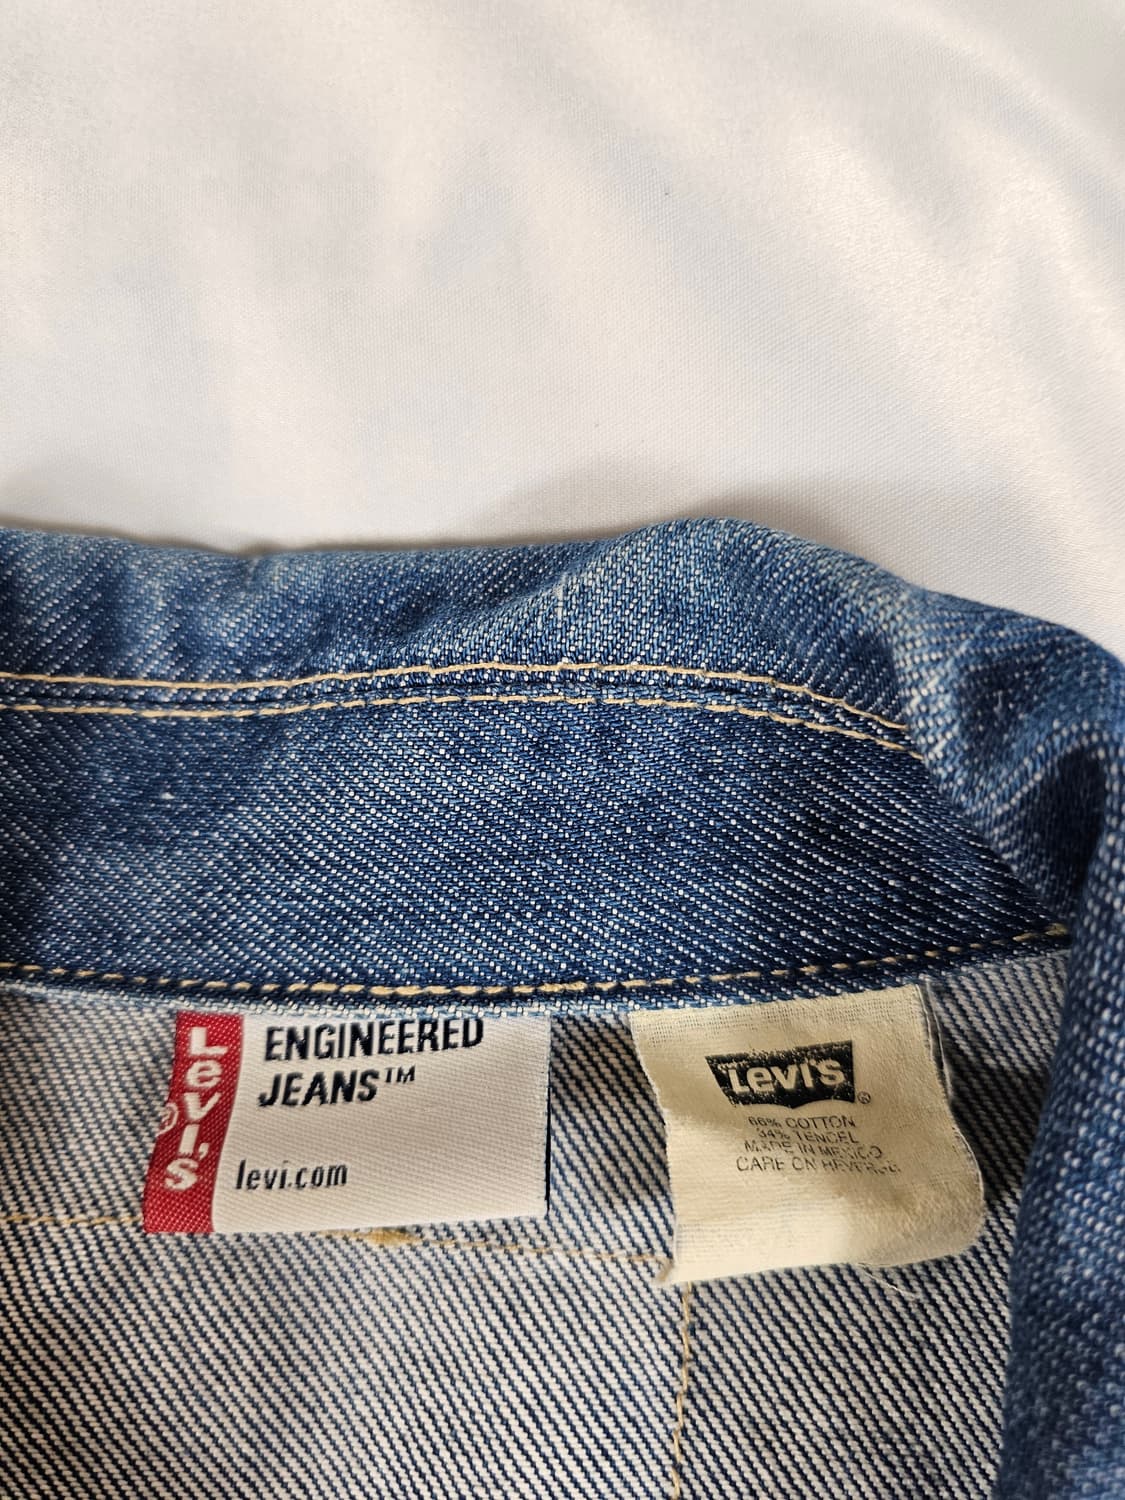 Levi's®
ENGINEERED
JEANS™
levi.com
LEVI'S®
66% COTTON
34% TENCEL
MADE IN MEXICO
CARE ON REVERSE